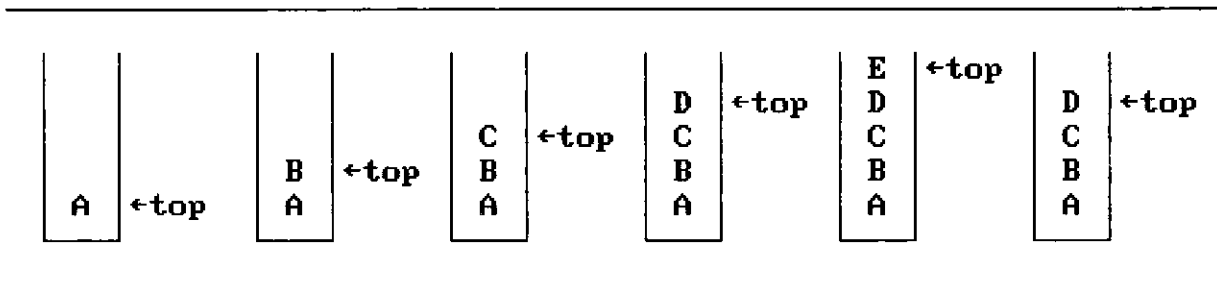 E ←top
D ←top D D ←top
C ←top C C C
B ←top B B B B
A ←top A A A A A